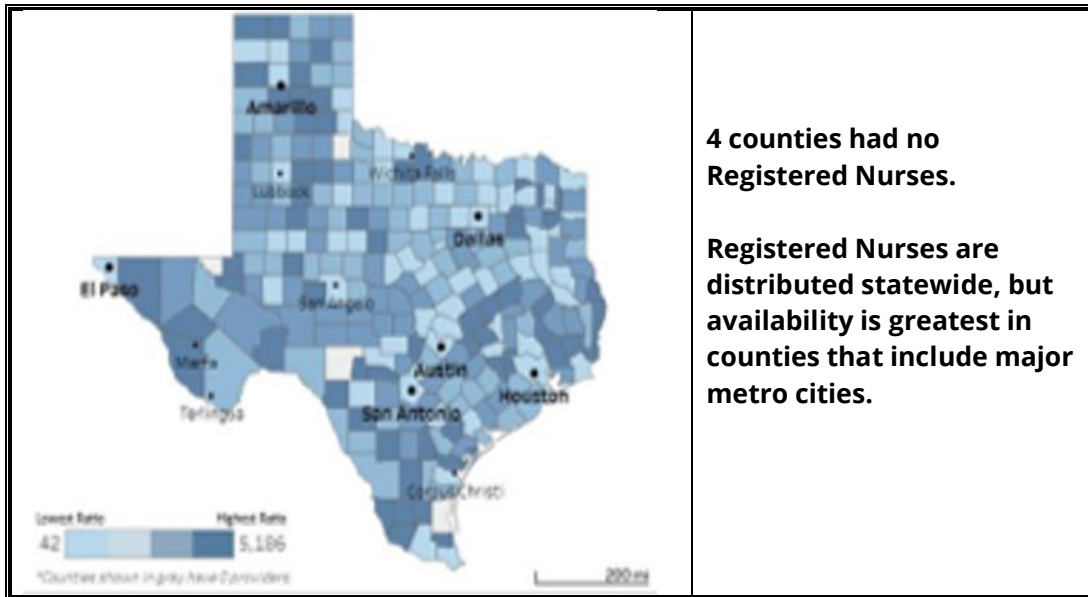 Amarillo
Wichita Falls
Lubbock
Dallas
El Paso
San Angelo
Marfa
Austin
Houston
San Antonio
Terlingua
Corpus Christi
Lowest Ratio Highest Ratio
42 5,186
*Counties shown in gray have 0 providers.
200 mi
4 counties had no
Registered Nurses.
Registered Nurses are
distributed statewide, but
availability is greatest in
counties that include major
metro cities.